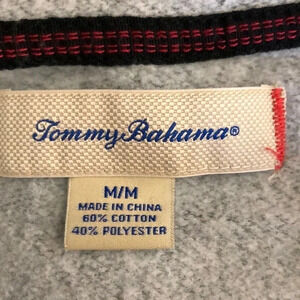 Tommy Bahama®
M/M
MADE IN CHINA
60% COTTON
40% POLYESTER